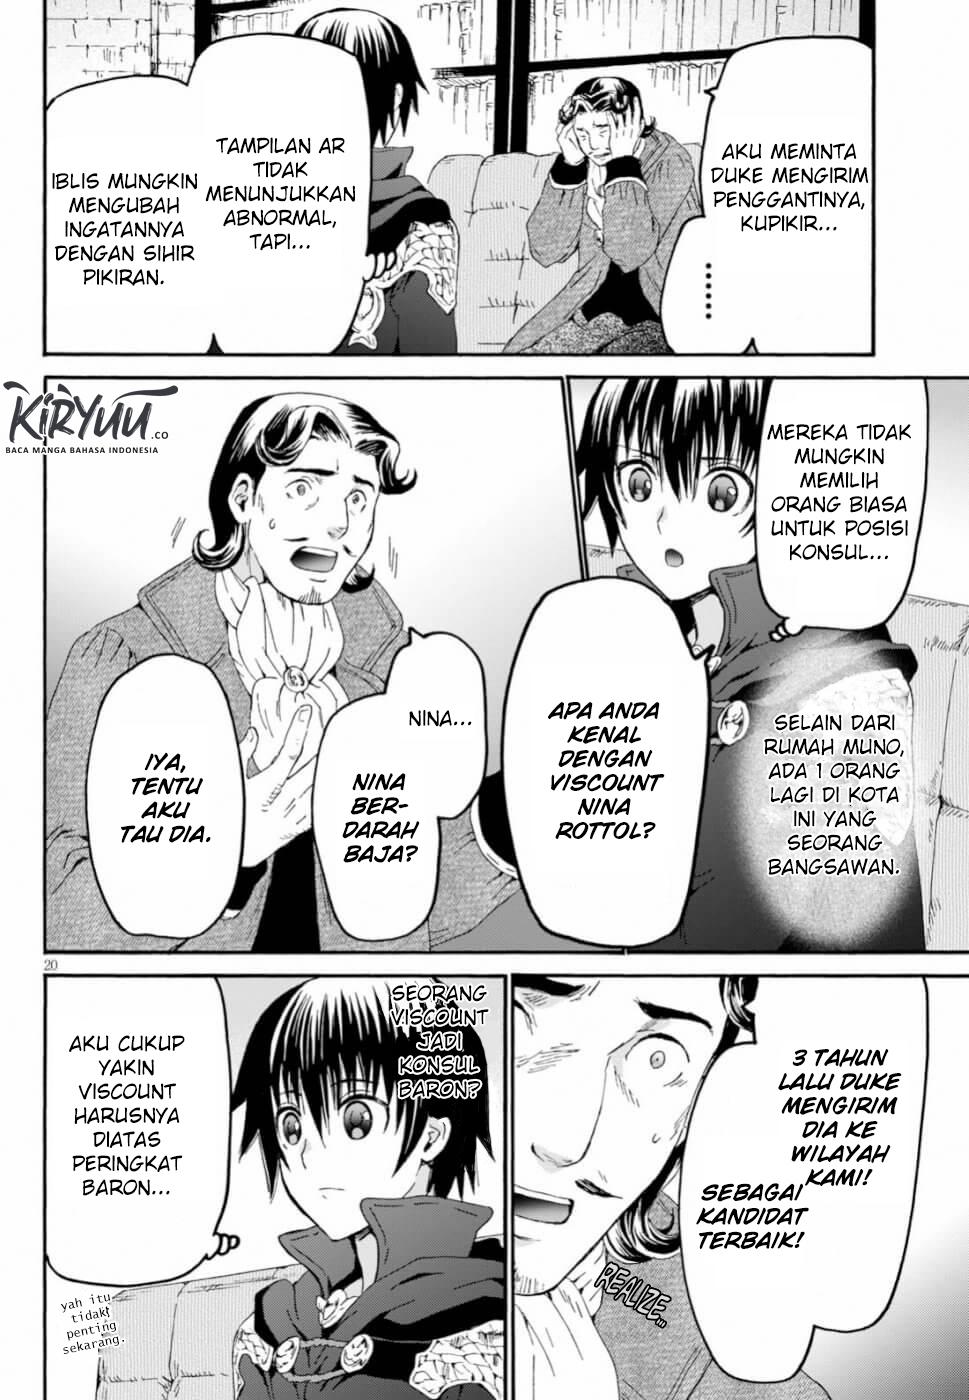 AKU MEMINTA
DUKE MENGIRIM
PENGGANTINYA,
KUPIKIR...
TAMPILAN AR
TIDAK
MENUNJUKKAN
ABNORMAL,
TAPI...
IBLIS MUNGKIN
MENGUBAH
INGATANNYA
DENGAN SIHIR
PIKIRAN.
KiRYUU.CO
BACA MANGA BAHASA INDONESIA
MEREKA TIDAK
MUNGKIN
MEMILIH
ORANG BIASA
UNTUK POSISI
KONSUL...
SELAIN DARI
RUMAH MUNO,
ADA 1 ORANG
LAGI DI KOTA
INI YANG
SEORANG
BANGSAWAN.
APA ANDA
KENAL
DENGAN
VISCOUNT
NINA
ROTTOL?
NINA...
NINA
BER-
DARAH
BAJA?
IYA,
TENTU
AKU
TAU DIA.
20
3 TAHUN
LALU DUKE
MENGIRIM
DIA KE
WILAYAH
KAMI!
SEBAGAI
KANDIDAT
TERBAIK!
REALIZE...
SEORANG
VISCOUNT
JADI
KONSUL
BARON?
AKU CUKUP
YAKIN
VISCOUNT
HARUSNYA
DIATAS
PERINGKAT
BARON...
yah itu
tidak
penting
sekarang.